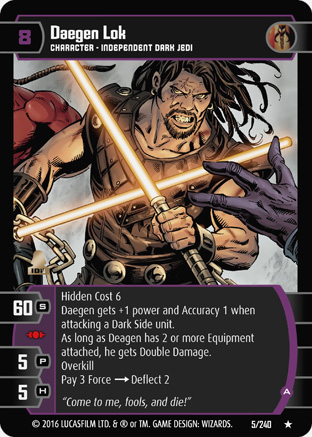 8
Daegen Lok
CHARACTER - INDEPENDENT DARK JEDI
IDF
60 S
5 P
5 H
Hidden Cost 6
Daegen gets +1 power and Accuracy 1 when
attacking a Dark Side unit.
As long as Deagen has 2 or more Equipment
attached, he gets Double Damage.
Overkill
Pay 3 Force → Deflect 2
"Come to me, fools, and die!"
A
© 2016 LUCASFILM LTD. & ® or TM. GAME DESIGN: WIZARDS.
5/240 ★